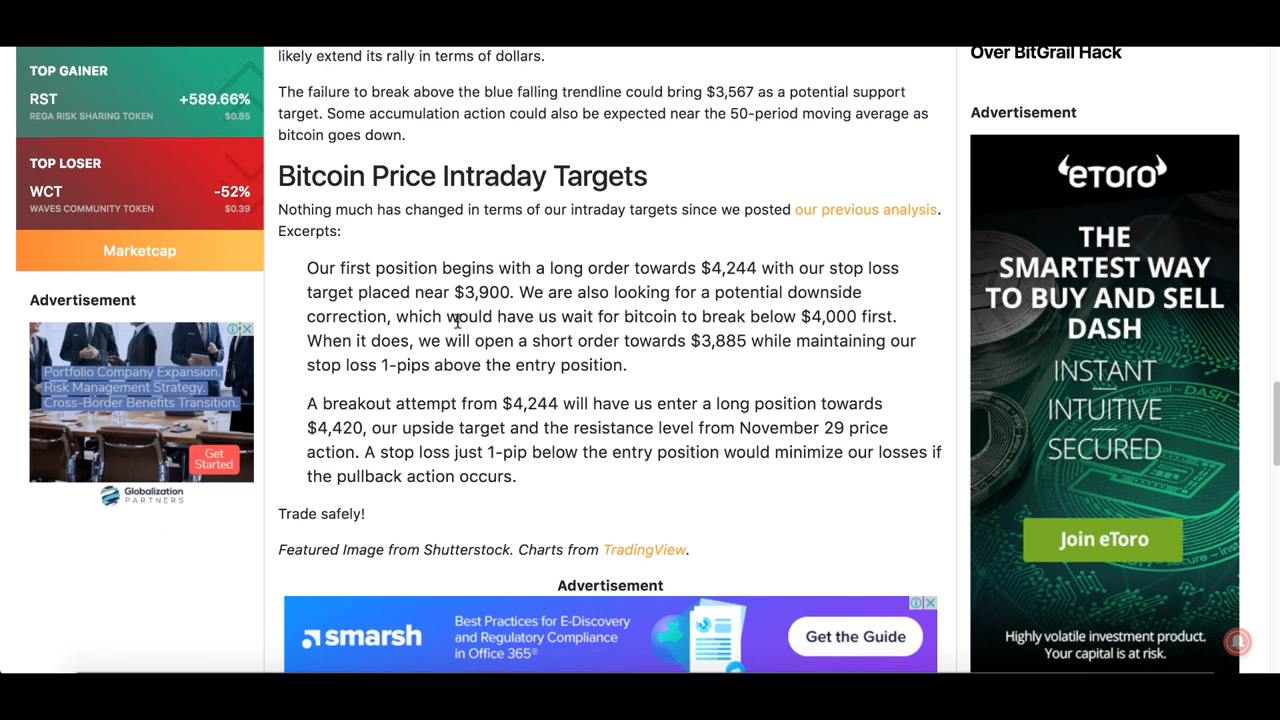 TOP GAINER
RST +589.66%
REGA RISK SHARING TOKEN $0.85
TOP LOSER
WCT -52%
WAVES COMMUNITY TOKEN $0.39
Marketcap
Advertisement
Portfolio Company Expansion.
Risk Management Strategy.
Cross-Border Benefits Transition.
Get
Started
Globalization
PARTNERS
likely extend its rally in terms of dollars.
The failure to break above the blue falling trendline could bring $3,567 as a potential support
target. Some accumulation action could also be expected near the 50-period moving average as
bitcoin goes down.
Bitcoin Price Intraday Targets
Nothing much has changed in terms of our intraday targets since we posted our previous analysis.
Excerpts:
Our first position begins with a long order towards $4,244 with our stop loss
target placed near $3,900. We are also looking for a potential downside
correction, which would have us wait for bitcoin to break below $4,000 first.
When it does, we will open a short order towards $3,885 while maintaining our
stop loss 1-pips above the entry position.
A breakout attempt from $4,244 will have us enter a long position towards
$4,420, our upside target and the resistance level from November 29 price
action. A stop loss just 1-pip below the entry position would minimize our losses if
the pullback action occurs.
Trade safely!
Featured Image from Shutterstock. Charts from TradingView.
Advertisement
smarsh
Best Practices for E-Discovery
and Regulatory Compliance
in Office 365®
Get the Guide
Over BitGrail Hack
Advertisement
eToro
THE
SMARTEST WAY
TO BUY AND SELL
DASH
INSTANT
INTUITIVE
SECURED
Join eToro
Highly volatile investment product.
Your capital is at risk.